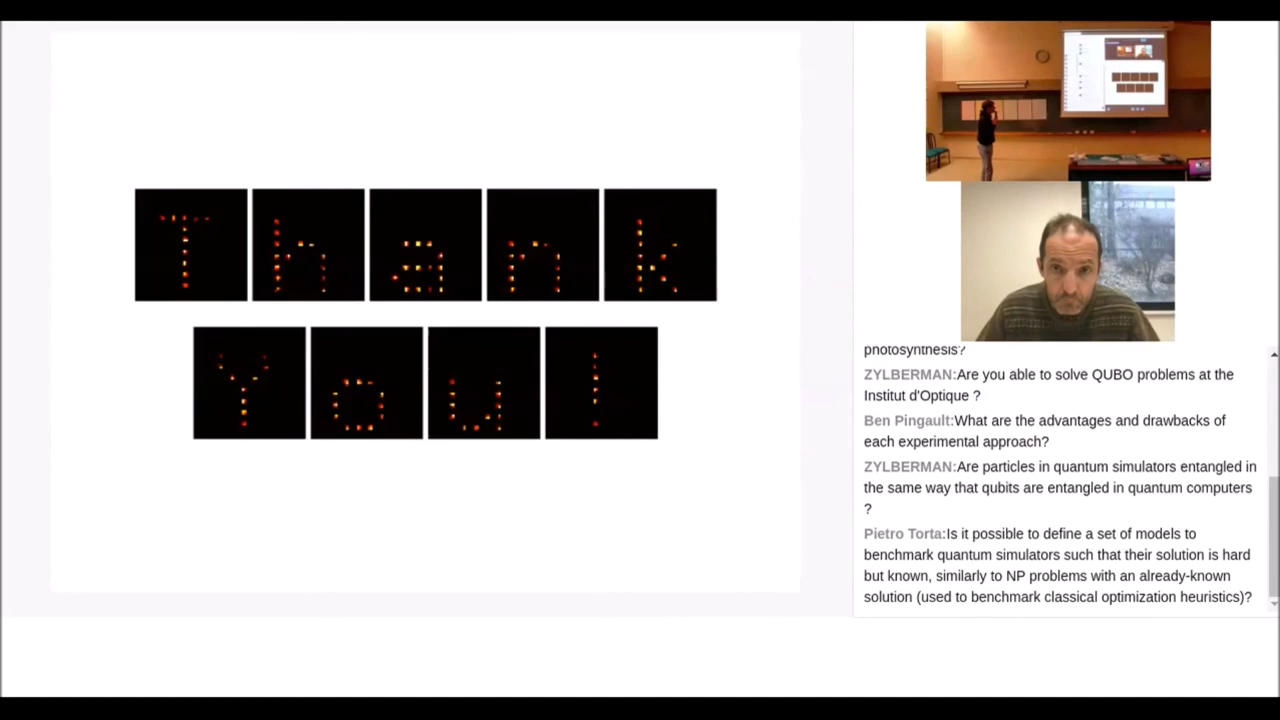 Thank
You!
photosynthesis?
ZYLBERMAN:Are you able to solve QUBO problems at the
Institut d'Optique ?
Ben Pingault:What are the advantages and drawbacks of
each experimental approach?
ZYLBERMAN:Are particles in quantum simulators entangled in
the same way that qubits are entangled in quantum computers
?
Pietro Torta:Is it possible to define a set of models to
benchmark quantum simulators such that their solution is hard
but known, similarly to NP problems with an already-known
solution (used to benchmark classical optimization heuristics)?